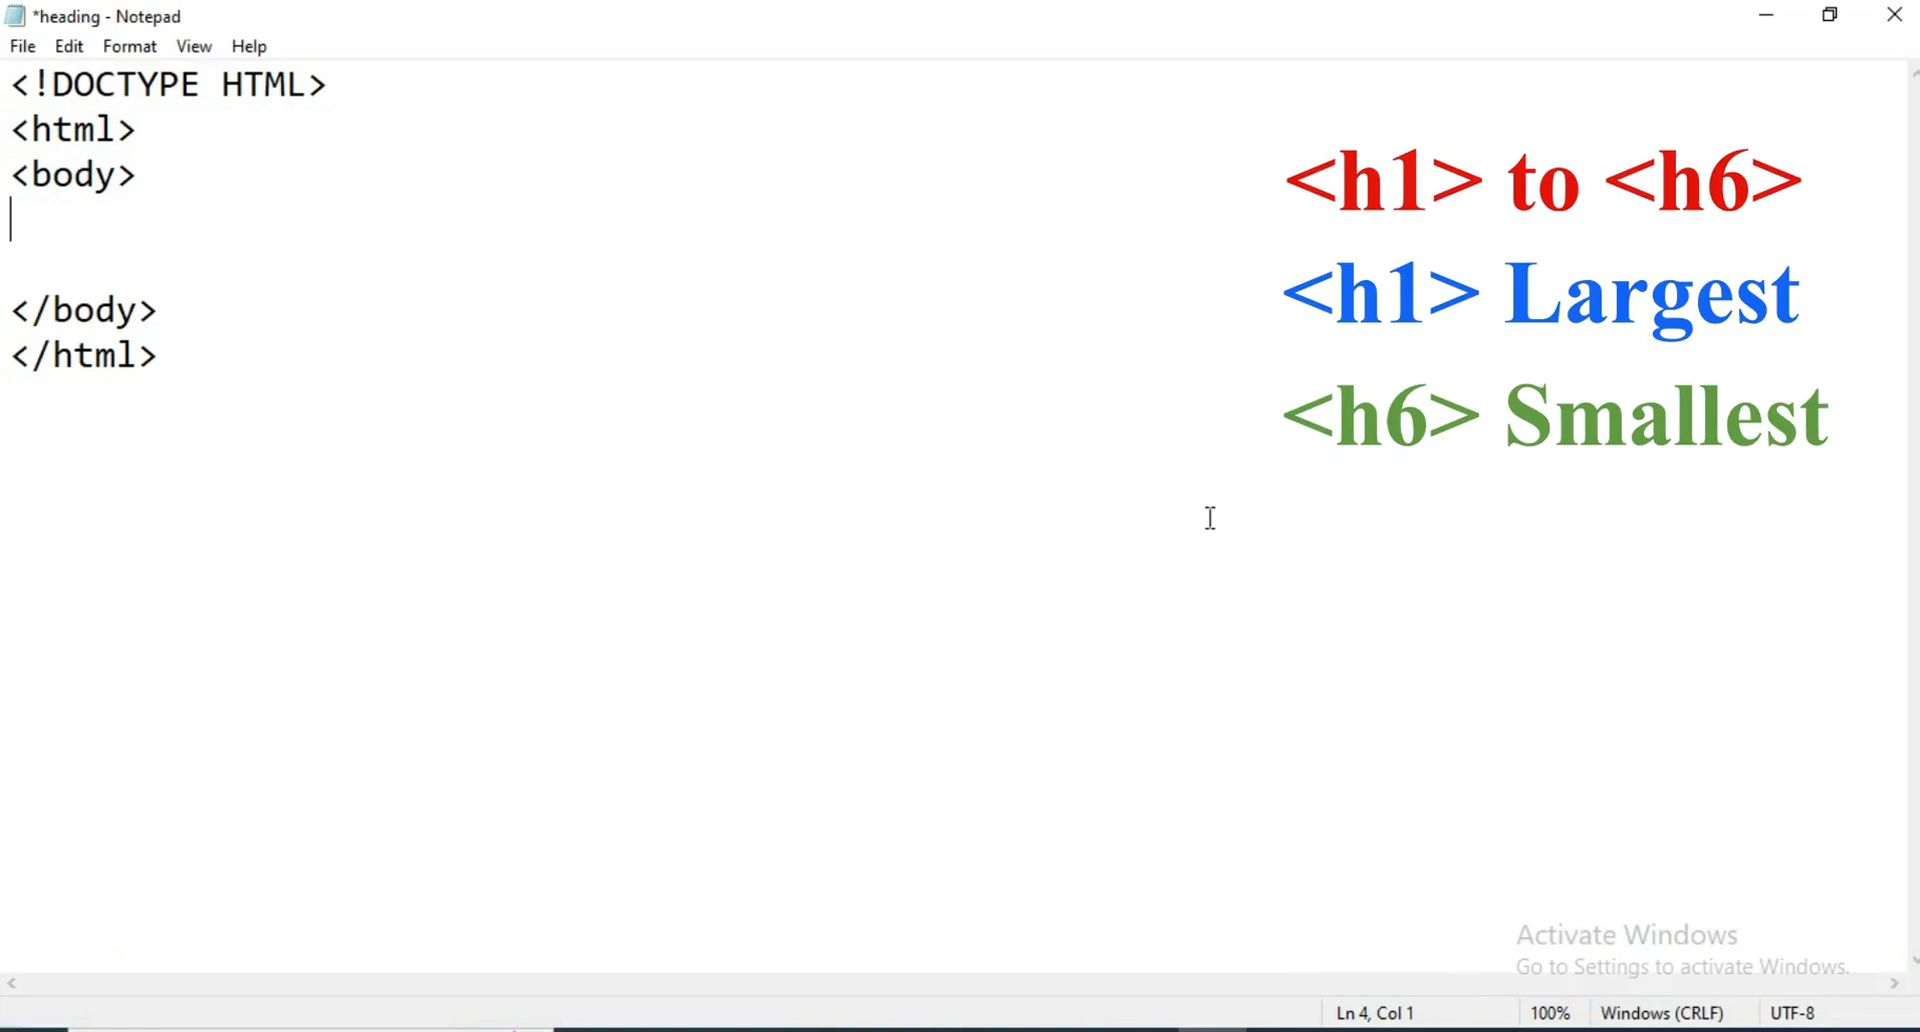 *heading - Notepad
File Edit Format View Help
<!DOCTYPE HTML>
<html>
<body>
</body>
</html>
<h1> to <h6>
<h1> Largest
<h6> Smallest
Activate Windows
Go to Settings to activate Windows.
Ln 4, Col 1 100% Windows (CRLF) UTF-8